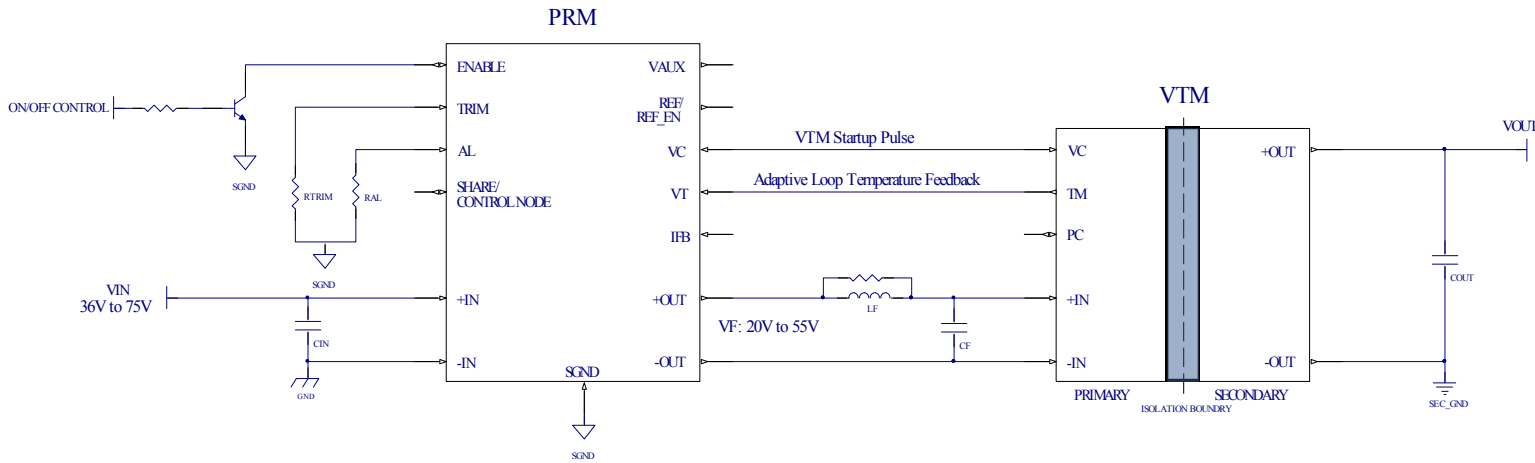 PRM
ENABLE
VAUX
ON/OFF CONTROL
TRIM
REF/
REF_EN
VTM
VTM Startup Pulse
VOUT
AL
VC
VC
+OUT
SGND
SHARE/
CONTROL NODE
RTRIM
RAL
VT
Adaptive Loop Temperature Feedback
TM
IFB
PC
SGND
VIN
36V to 75V
+IN
+OUT
LF
+IN
COUT
VF: 20V to 55V
CIN
CF
-IN
-OUT
-IN
-OUT
SGND
GND
PRIMARY
SECONDARY
ISOLATION BOUNDRY
SEC_GND
SGND